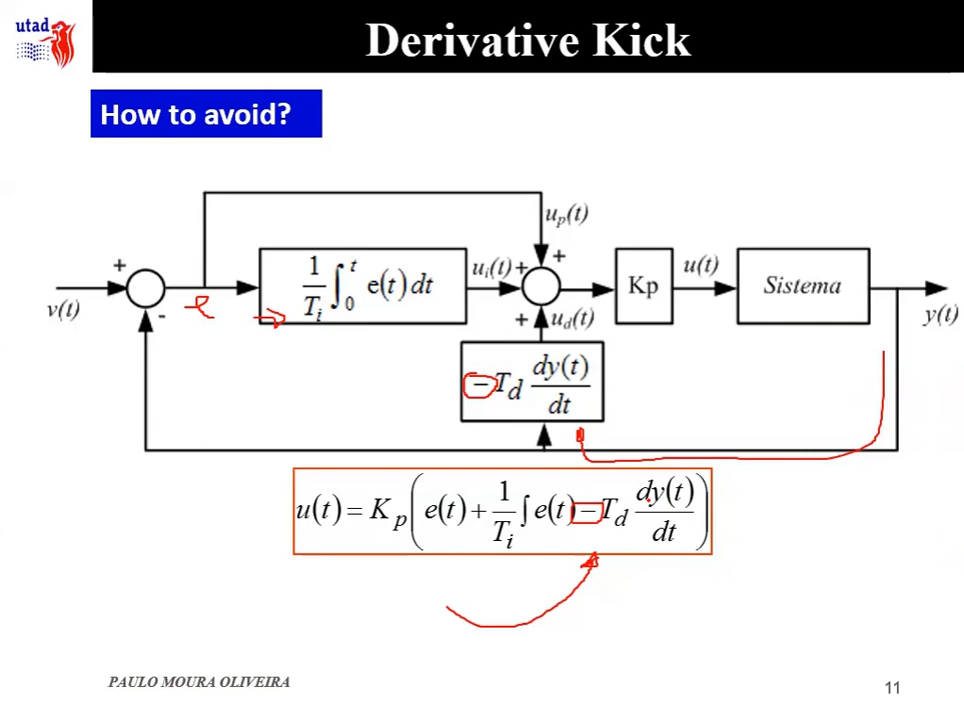 utad
Derivative Kick
How to avoid?
v(t)
+
-
e
1/T_i ∫_0^t e(t) dt
u_p(t)
u_i(t)
+
+
+
u_d(t)
Kp
u(t)
Sistema
y(t)
−T_d dy(t)/dt
u(t) = K_p ( e(t) + 1/T_i ∫ e(t) − T_d dy(t)/dt )
PAULO MOURA OLIVEIRA
11